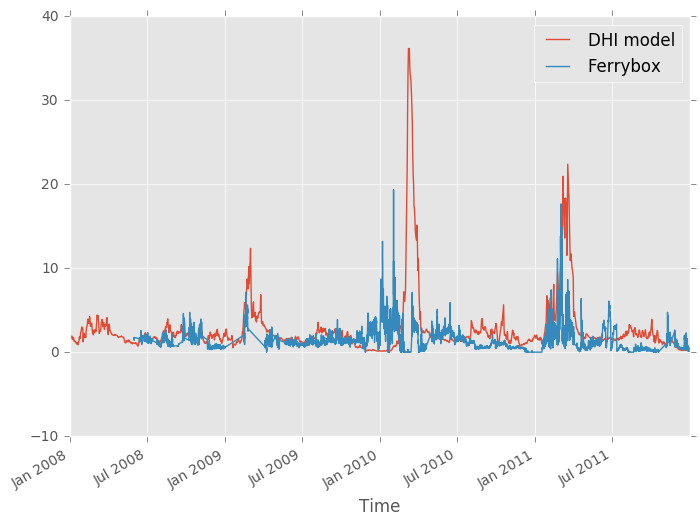 40
30
20
10
0
−10
DHI model
Ferrybox
Jan 2008
Jul 2008
Jan 2009
Jul 2009
Jan 2010
Jul 2010
Jan 2011
Jul 2011
Time